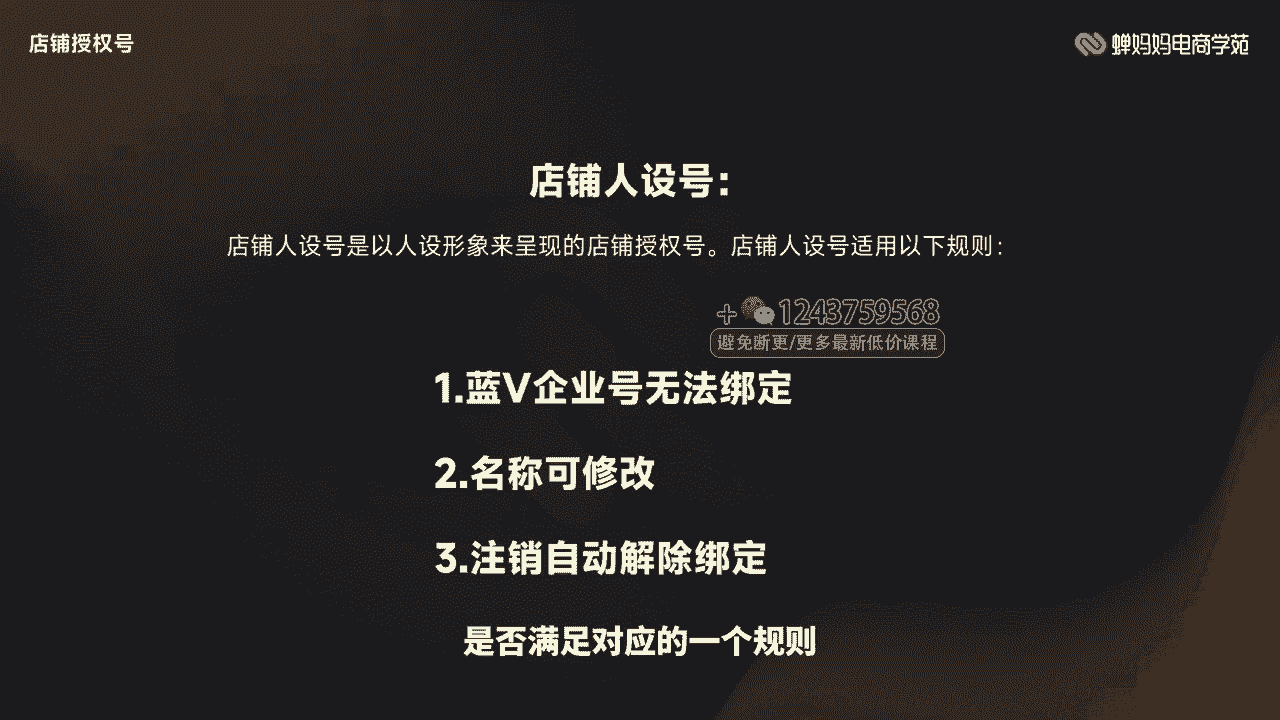 店铺授权号
蝉妈妈电商学苑
店铺人设号：
店铺人设号是以人设形象来呈现的店铺授权号。店铺人设号适用以下规则：
+1243759568
避免断更/更多最新低价课程
1.蓝V企业号无法绑定
2.名称可修改
3.注销自动解除绑定
是否满足对应的一个规则